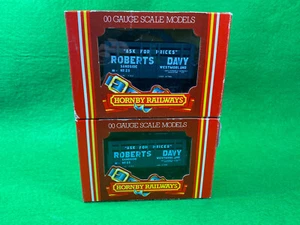 00 GAUGE SCALE MODELS
"ASK FOR PRICES"
ROBERTS DAVY
HORNBY RAILWAYS
00 GAUGE SCALE MODELS
"ASK FOR PRICES"
ROBERTS DAVY
HORNBY RAILWAYS